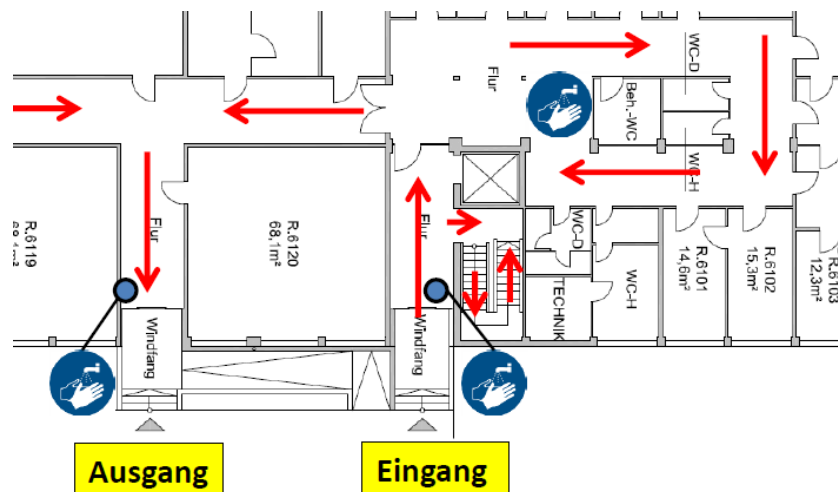 WC-D
Flur
Beh.-WC
WC-H
R.6119
Flur
R.6120
68,1m²
Flur
WC-D
WC-H
TECHNIK
R.6101
14,6m²
R.6102
15,3m²
R.6103
12,3m²
Windfang
Windfang
Ausgang
Eingang